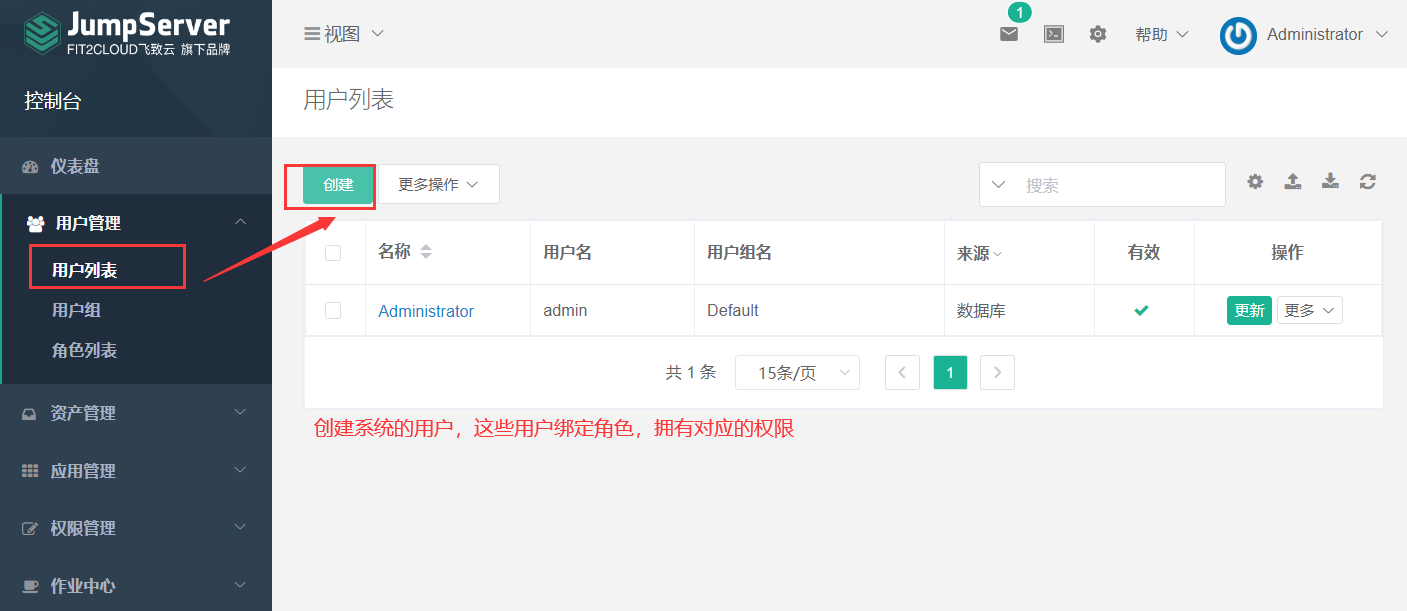 JumpServer
FIT2CLOUD飞致云 旗下品牌
控制台
仪表盘
用户管理
用户列表
用户组
角色列表
资产管理
应用管理
权限管理
作业中心
视图
1
帮助
Administrator
用户列表
创建
更多操作
搜索
名称 用户名 用户组名 来源 有效 操作
Administrator admin Default 数据库 更新 更多
共 1 条 15条/页 1
创建系统的用户，这些用户绑定角色，拥有对应的权限